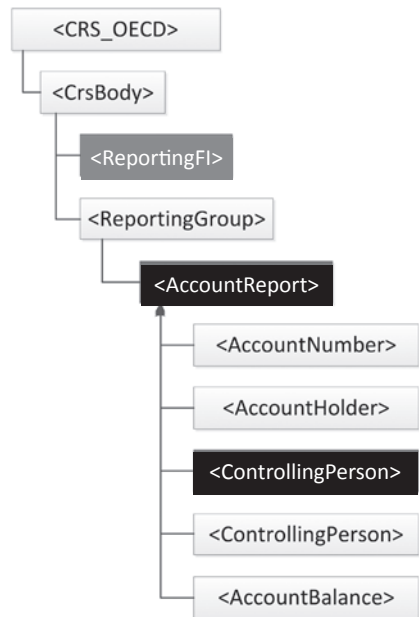 <CRS_OECD>
<CrsBody>
<ReportingFI>
<ReportingGroup>
<AccountReport>
<AccountNumber>
<AccountHolder>
<ControllingPerson>
<ControllingPerson>
<AccountBalance>